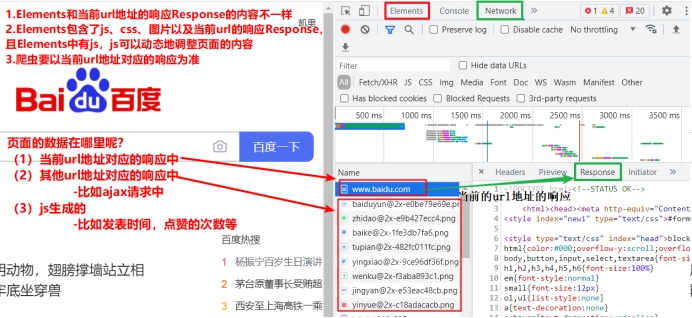 1.Elements和当前url地址的响应Response的内容不一样
2.Elements包含了js、css、图片以及当前url的响应Response,
且Elements中有js，js可以动态地调整页面的内容
3.爬虫要以当前url地址对应的响应为准
凯里
Bai du 百度
百度一下
页面的数据在哪里呢？
（1）当前url地址对应的响应中
（2）其他url地址对应的响应中
-比如ajax请求中
（3）js生成的
-比如发表时间，点赞的次数等
百度热搜
明动物，翅膀撑墙站立相
牢底坐穿兽
1 杨振宁百岁生日演讲
2 茅台原董事长受贿超
3 西安至上海高铁一乘
Elements Console Network
1 4 20
Preserve log Disable cache No throttling
Filter Hide data URLs
All Fetch/XHR JS CSS Img Media Font Doc WS Wasm Manifest Other
Has blocked cookies Blocked Requests 3rd-party requests
500 ms 1000 ms 1500 ms 2000 ms 2500 ms 3000 ms
Name
www.baidu.com
baiduyun@2x-e0be79e69e.png
zhidao@2x-e9b427ecc4.png
baike@2x-1fe3db7fa6.png
tupian@2x-482fc011fc.png
yingxiao@2x-9ce96df36f.png
wenku@2x-f3aba893c1.png
jingyan@2x-e53eac48cb.png
yinyue@2x-c18adacacb.png
Headers Preview Response Initiator
1 <!DOCTYPE html><!--STATUS OK-->
当前的url地址的响应
3 <html><head><meta http-equiv="Content
4 <style index="newi" type="text/css">#form
5
6 <style type="text/css" index="head">block
7 html{color:#000;overflow-y:scroll;overflo
8 body,button,input,select,textarea{font-si
9 h1,h2,h3,h4,h5,h6{font-size:100%}
10 em{font-style:normal}
11 small{font-size:12px}
12 ol,ul{list-style:none}
13 a{text-decoration:none}